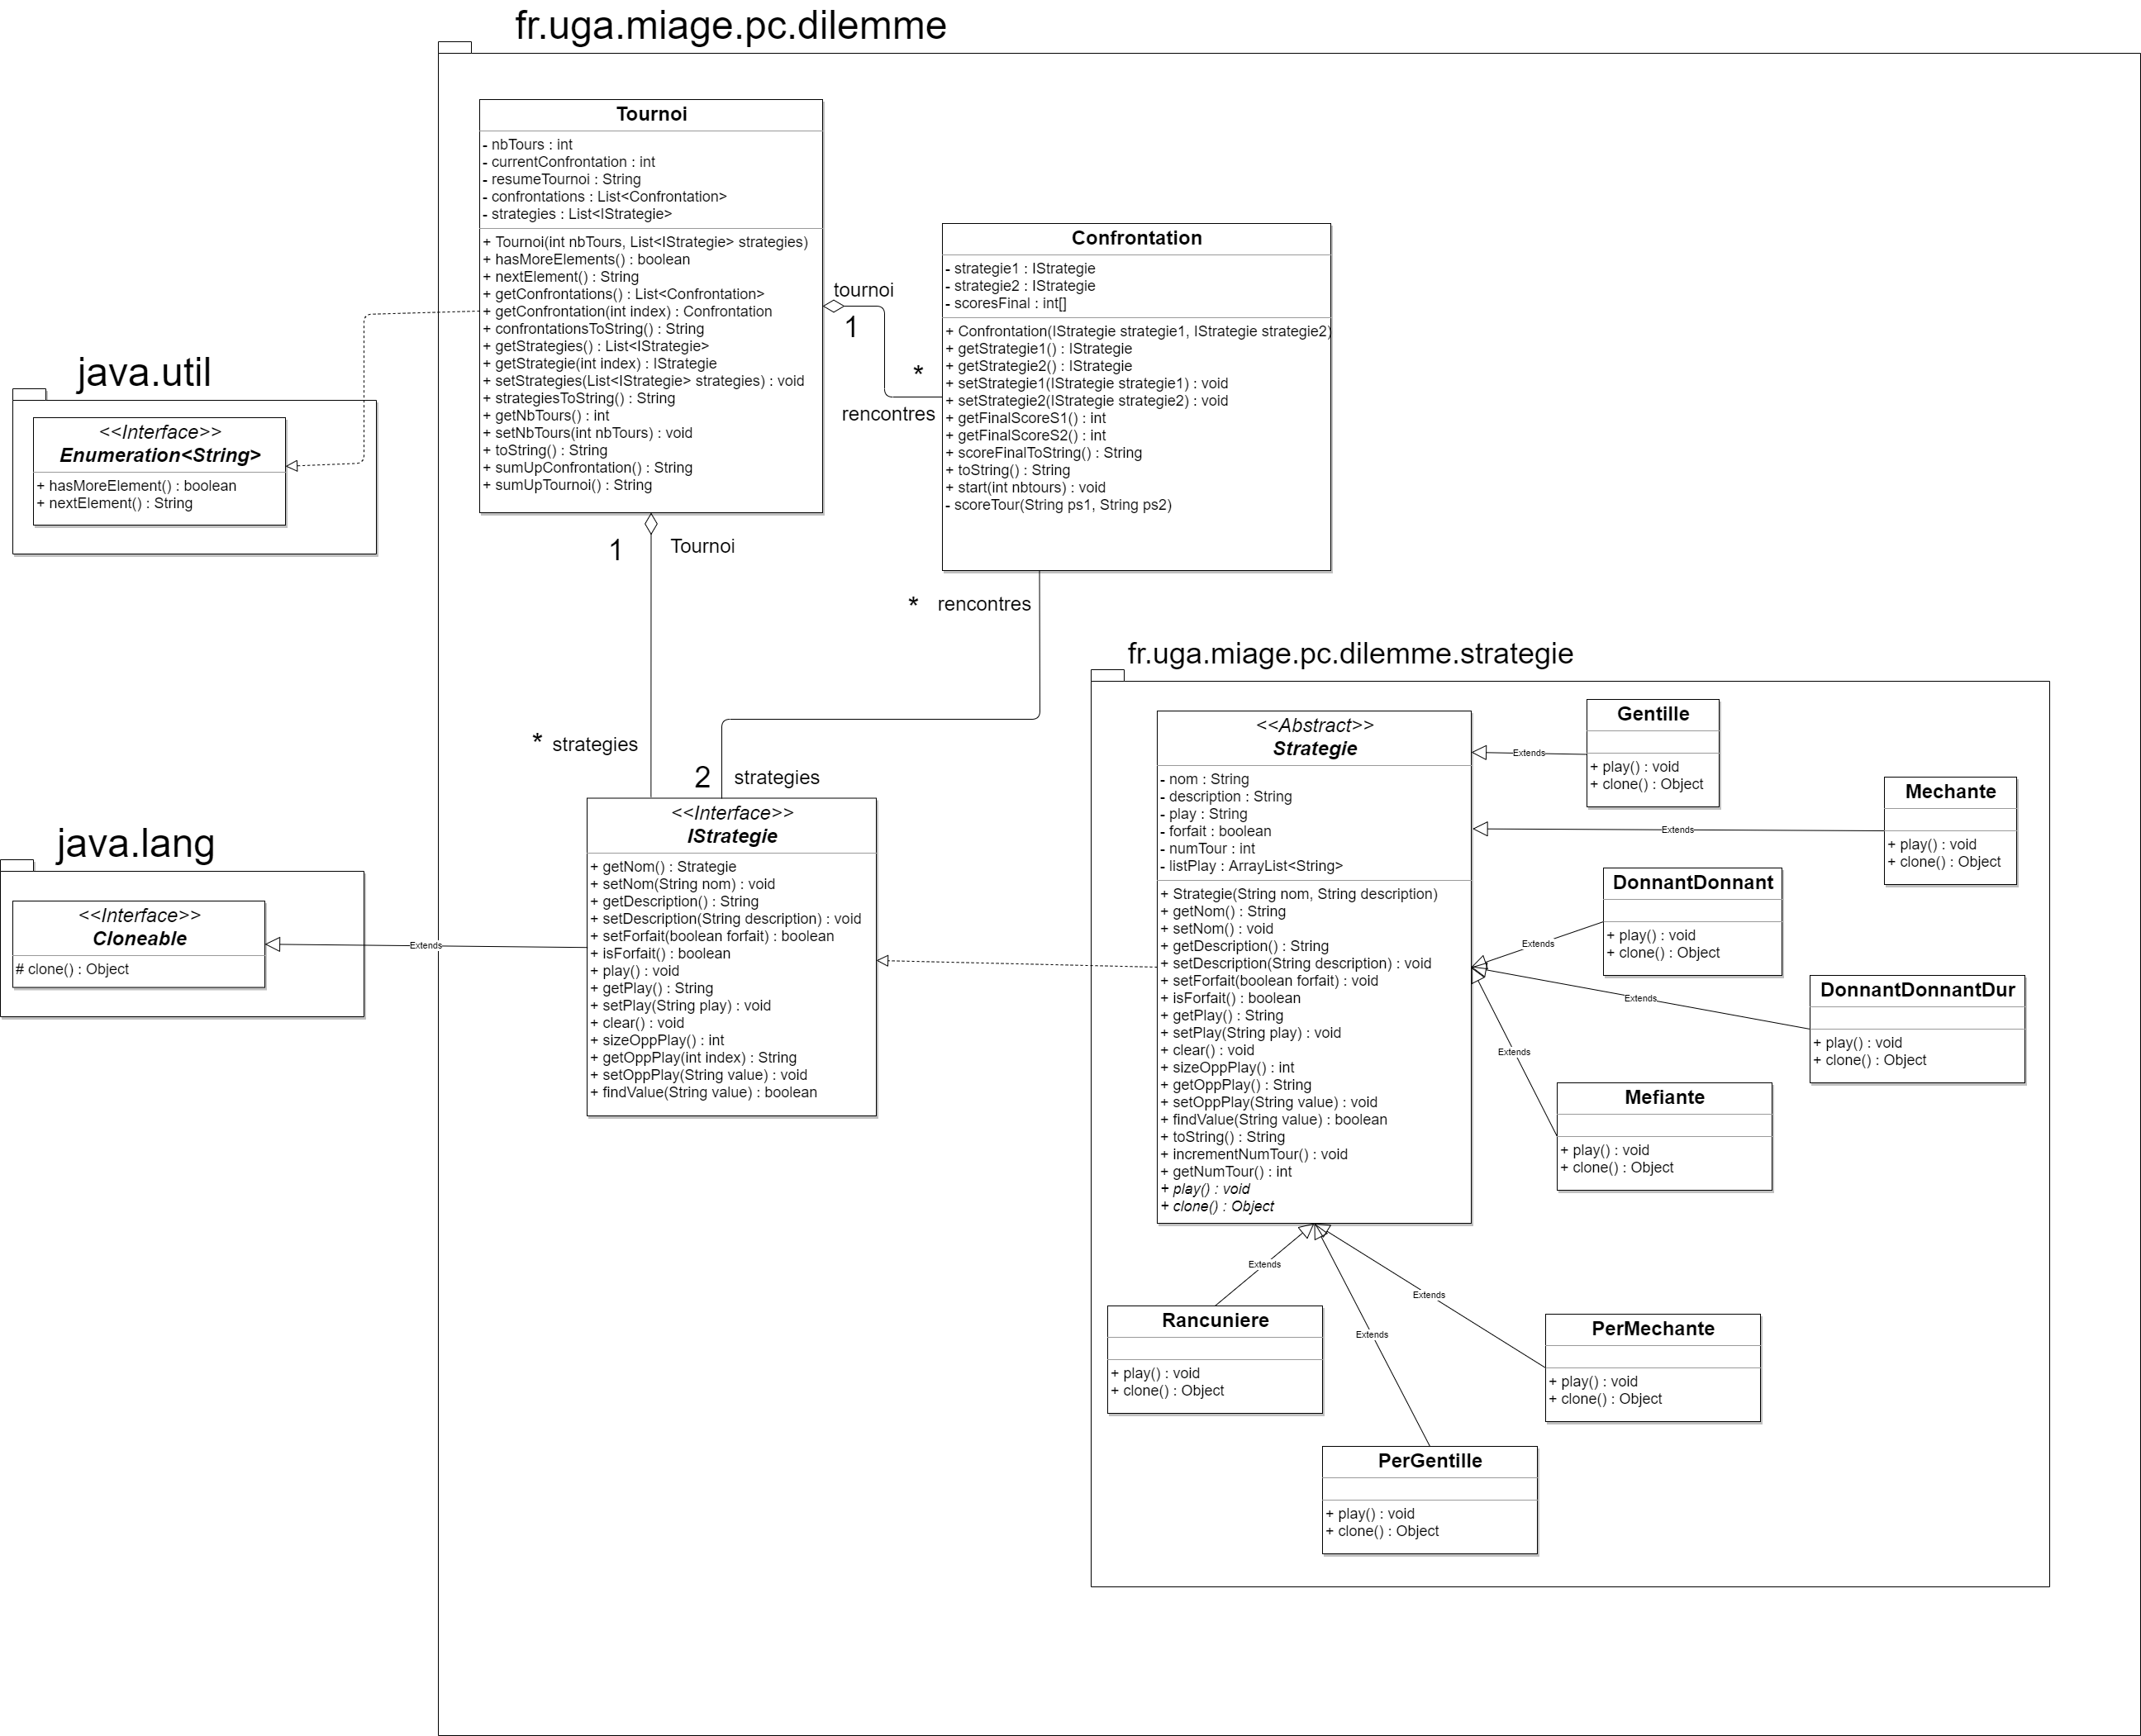 fr.uga.miage.pc.dilemme
Tournoi
- nbTours : int
- currentConfrontation : int
- resumeTournoi : String
- confrontations : List<Confrontation>
- strategies : List<IStrategie>
+ Tournoi(int nbTours, List<IStrategie> strategies)
+ hasMoreElements() : boolean
+ nextElement() : String
+ getConfrontations() : List<Confrontation>
+ getConfrontation(int index) : Confrontation
+ confrontationsToString() : String
+ getStrategies() : List<IStrategie>
+ getStrategie(int index) : IStrategie
+ setStrategies(List<IStrategie> strategies) : void
+ strategiesToString() : String
+ getNbTours() : int
+ setNbTours(int nbTours) : void
+ toString() : String
+ sumUpConfrontation() : String
+ sumUpTournoi() : String
tournoi
1
*
rencontres
Confrontation
- strategie1 : IStrategie
- strategie2 : IStrategie
- scoresFinal : int[]
+ Confrontation(IStrategie strategie1, IStrategie strategie2)
+ getStrategie1() : IStrategie
+ getStrategie2() : IStrategie
+ setStrategie1(IStrategie strategie1) : void
+ setStrategie2(IStrategie strategie2) : void
+ getFinalScoreS1() : int
+ getFinalScoreS2() : int
+ scoreFinalToString() : String
+ toString() : String
+ start(int nbtours) : void
- scoreTour(String ps1, String ps2)
java.util
<<Interface>>
Enumeration<String>
+ hasMoreElement() : boolean
+ nextElement() : String
1
Tournoi
* rencontres
* strategies
2 strategies
java.lang
<<Interface>>
Cloneable
# clone() : Object
Extends
<<Interface>>
IStrategie
+ getNom() : Strategie
+ setNom(String nom) : void
+ getDescription() : String
+ setDescription(String description) : void
+ setForfait(boolean forfait) : boolean
+ isForfait() : boolean
+ play() : void
+ getPlay() : String
+ setPlay(String play) : void
+ clear() : void
+ sizeOppPlay() : int
+ getOppPlay(int index) : String
+ setOppPlay(String value) : void
+ findValue(String value) : boolean
fr.uga.miage.pc.dilemme.strategie
<<Abstract>>
Strategie
- nom : String
- description : String
- play : String
- forfait : boolean
- numTour : int
- listPlay : ArrayList<String>
+ Strategie(String nom, String description)
+ getNom() : String
+ setNom() : void
+ getDescription() : String
+ setDescription(String description) : void
+ setForfait(boolean forfait) : void
+ isForfait() : boolean
+ getPlay() : String
+ setPlay(String play) : void
+ clear() : void
+ sizeOppPlay() : int
+ getOppPlay() : String
+ setOppPlay(String value) : void
+ findValue(String value) : boolean
+ toString() : String
+ incrementNumTour() : void
+ getNumTour() : int
+ play() : void
+ clone() : Object
Extends
Gentille
+ play() : void
+ clone() : Object
Extends
Mechante
+ play() : void
+ clone() : Object
Extends
DonnantDonnant
+ play() : void
+ clone() : Object
Extends
DonnantDonnantDur
+ play() : void
+ clone() : Object
Extends
Mefiante
+ play() : void
+ clone() : Object
Extends
Rancuniere
+ play() : void
+ clone() : Object
Extends
PerMechante
+ play() : void
+ clone() : Object
Extends
PerGentille
+ play() : void
+ clone() : Object